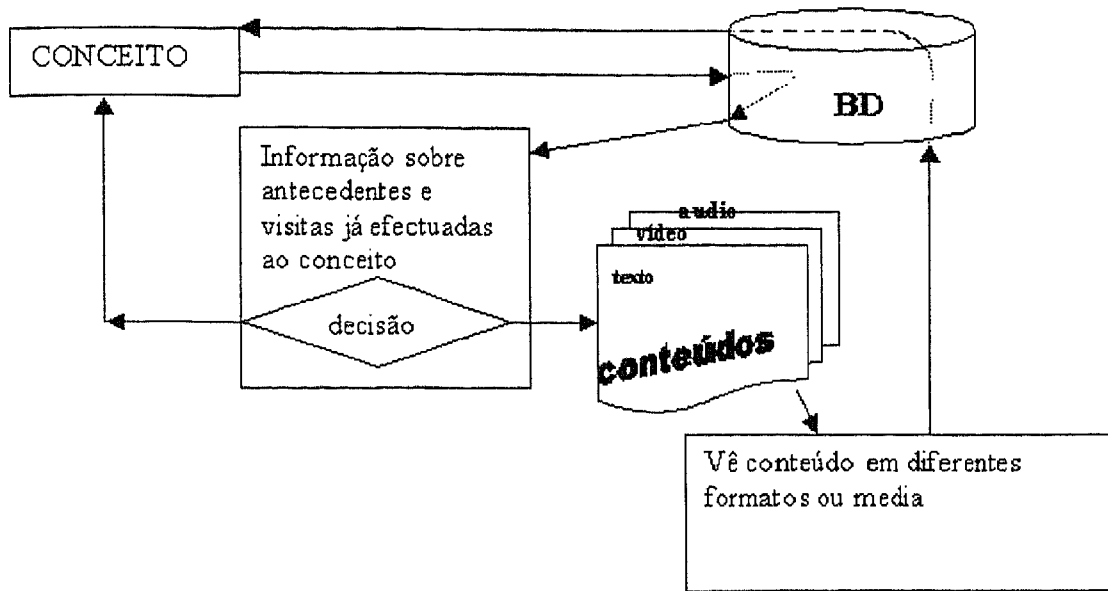 CONCEITO
BD
Informação sobre
antecedentes e
visitas já efectuadas
ao conceito
decisão
audio
vídeo
texto
conteúdos
Vê conteúdo em diferentes
formatos ou media